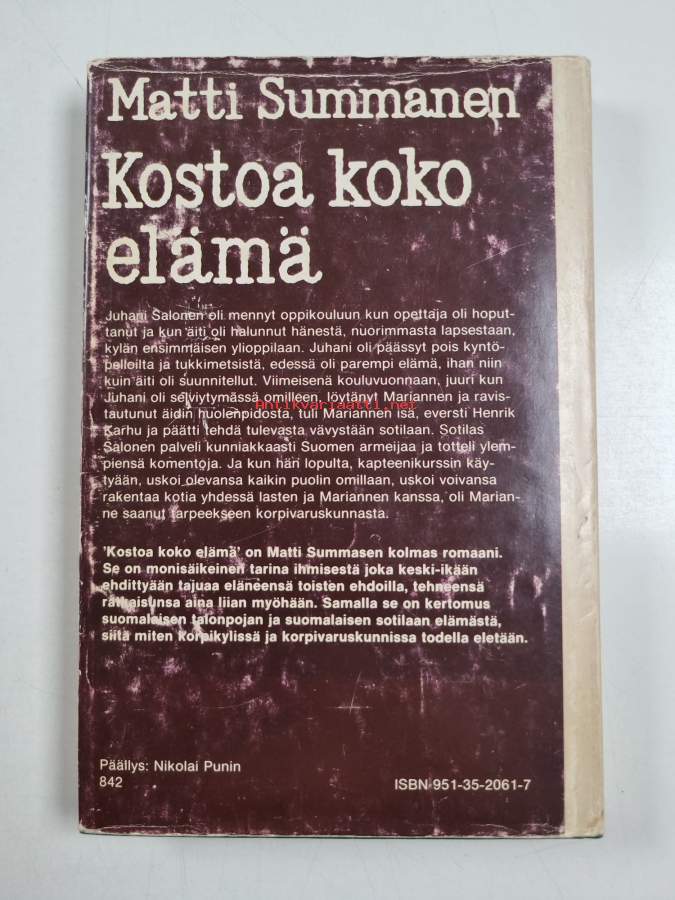 Matti Summanen
Kostoa koko
elämä
Juhani Salonen oli mennyt oppikouluun kun opettaja oli hoput-
tanut ja kun äiti oli halunnut hänestä, nuorimmasta lapsestaan,
kylän ensimmäisen ylioppilaan. Juhani oli päässyt pois kyntö-
pelloilta ja tukkimetsistä, edessä oli parempi elämä, ihan niin
kuin äiti oli suunnitellut. Viimeisenä kouluvuonnaan, juuri kun
Juhani oli selviytymässä omilleen, löytänyt Mariannen ja ravis-
Antikvariaatti.net
tautunut äidin huolenpidosta, tuli Mariannen isä, eversti Henrik
Karhu ja päätti tehdä tulevasta vävystään sotilaan. Sotilas
Salonen palveli kunniakkaasti Suomen armeijaa ja totteli ylem-
piensä komentoja. Ja kun hän lopulta, kapteenikurssin käy-
tyään, uskoi olevansa kaikin puolin omillaan, uskoi voivansa
rakentaa kotia yhdessä lasten ja Mariannen kanssa, oli Marian-
ne saanut tarpeekseen korpivaruskunnasta.
'Kostoa koko elämä' on Matti Summasen kolmas romaani.
Se on monisäikeinen tarina ihmisestä joka keski-ikään
ehdittyään tajuaa eläneensä toisten ehdoilla, tehneensä
ratkaisunsa aina liian myöhään. Samalla se on kertomus
suomalaisen talonpojan ja suomalaisen sotilaan elämästä,
siitä miten korpikylissä ja korpivaruskunnissa todella eletään.
Päällys: Nikolai Punin
842
ISBN 951-35-2061-7